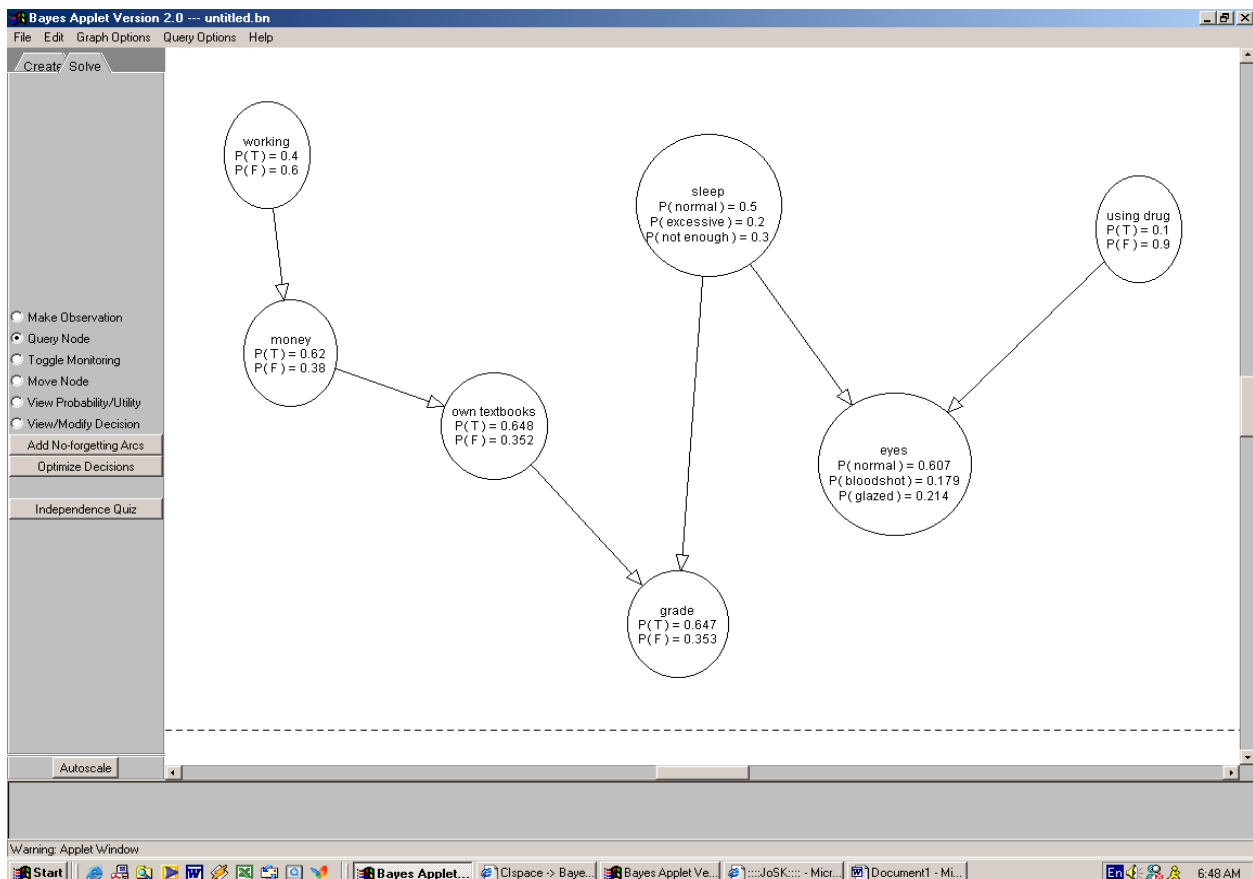 Bayes Applet Version 2.0 --- untitled.bn
File Edit Graph Options Query Options Help
Create Solve
working
P(T) = 0.4
P(F) = 0.6
sleep
P(normal) = 0.5
P(excessive) = 0.2
P(not enough) = 0.3
using drug
P(T) = 0.1
P(F) = 0.9
money
P(T) = 0.62
P(F) = 0.38
own textbooks
P(T) = 0.648
P(F) = 0.352
eyes
P(normal) = 0.607
P(bloodshot) = 0.179
P(glazed) = 0.214
grade
P(T) = 0.647
P(F) = 0.353
Make Observation
Query Node
Toggle Monitoring
Move Node
View Probability/Utility
View/Modify Decision
Add No-forgetting Arcs
Optimize Decisions
Independence Quiz
Autoscale
Warning: Applet Window
Start Bayes Applet... CIspace -> Baye... Bayes Applet Ve... ::::JoSK:::: - Micr... Document1 - Mi... En 6:48 AM